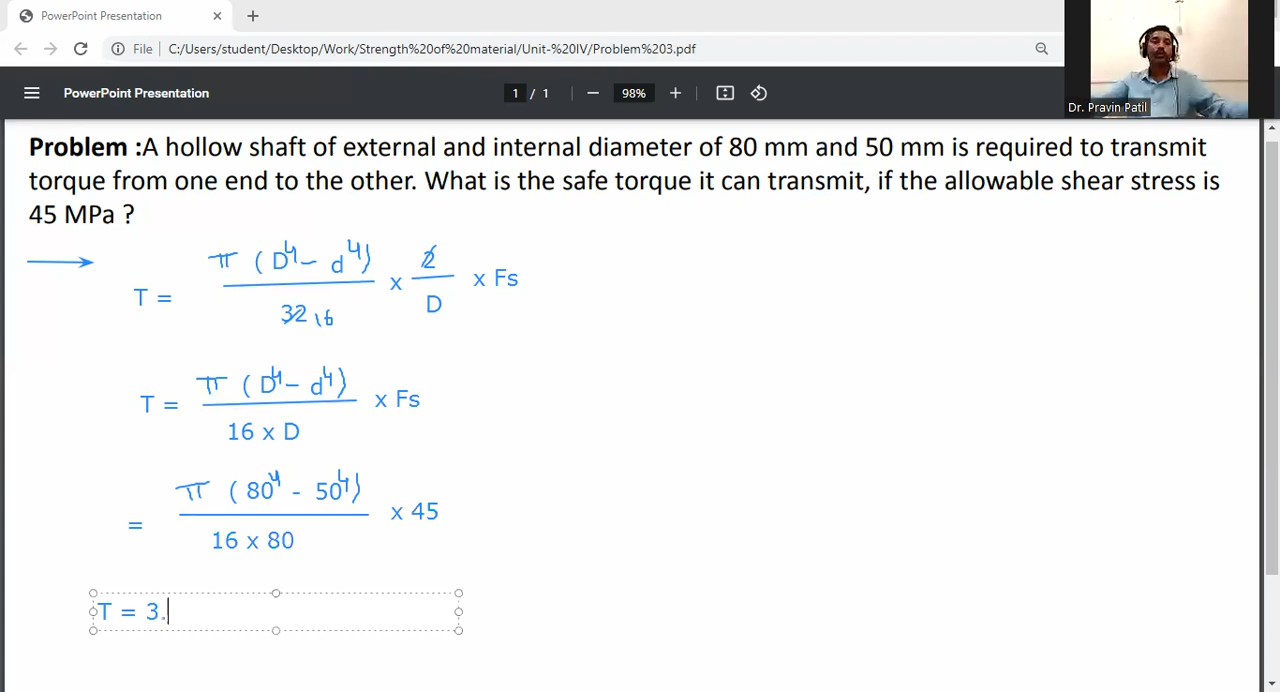 PowerPoint Presentation
File C:/Users/student/Desktop/Work/Strength%20of%20material/Unit-%20IV/Problem%203.pdf
PowerPoint Presentation 1 / 1 98%
Dr. Pravin Patil
Problem :A hollow shaft of external and internal diameter of 80 mm and 50 mm is required to transmit
torque from one end to the other. What is the safe torque it can transmit, if the allowable shear stress is
45 MPa ?
π (D⁴ - d⁴) 2
T = x x Fs
32 16 D
π (D⁴ - d⁴)
T = x Fs
16 x D
π (80⁴ - 50⁴)
= x 45
16 x 80
T = 3.